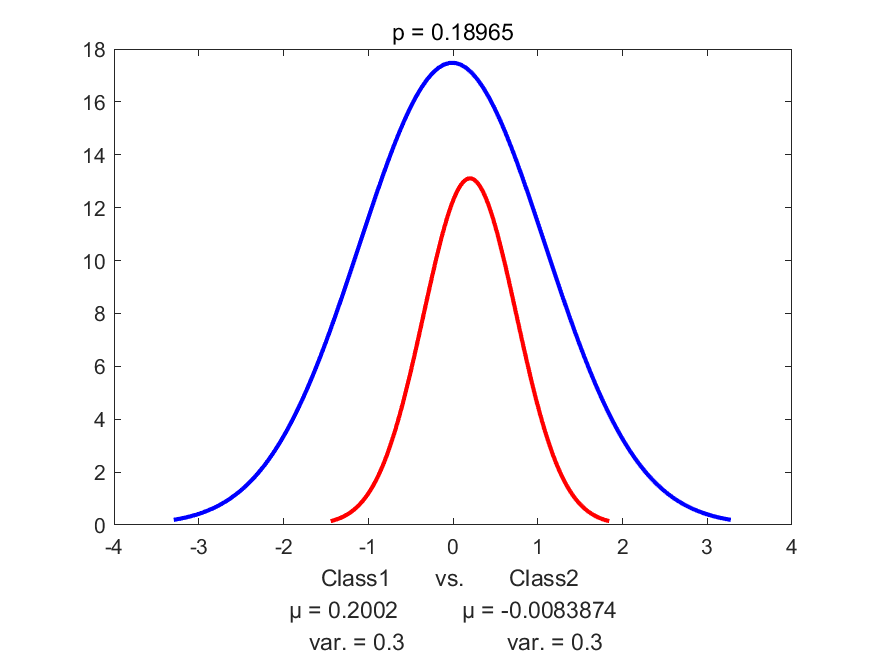 p = 0.18965
18
16
14
12
10
8
6
4
2
0
-4 -3 -2 -1 0 1 2 3 4
Class1 vs. Class2
μ = 0.2002 μ = -0.0083874
var. = 0.3 var. = 0.3